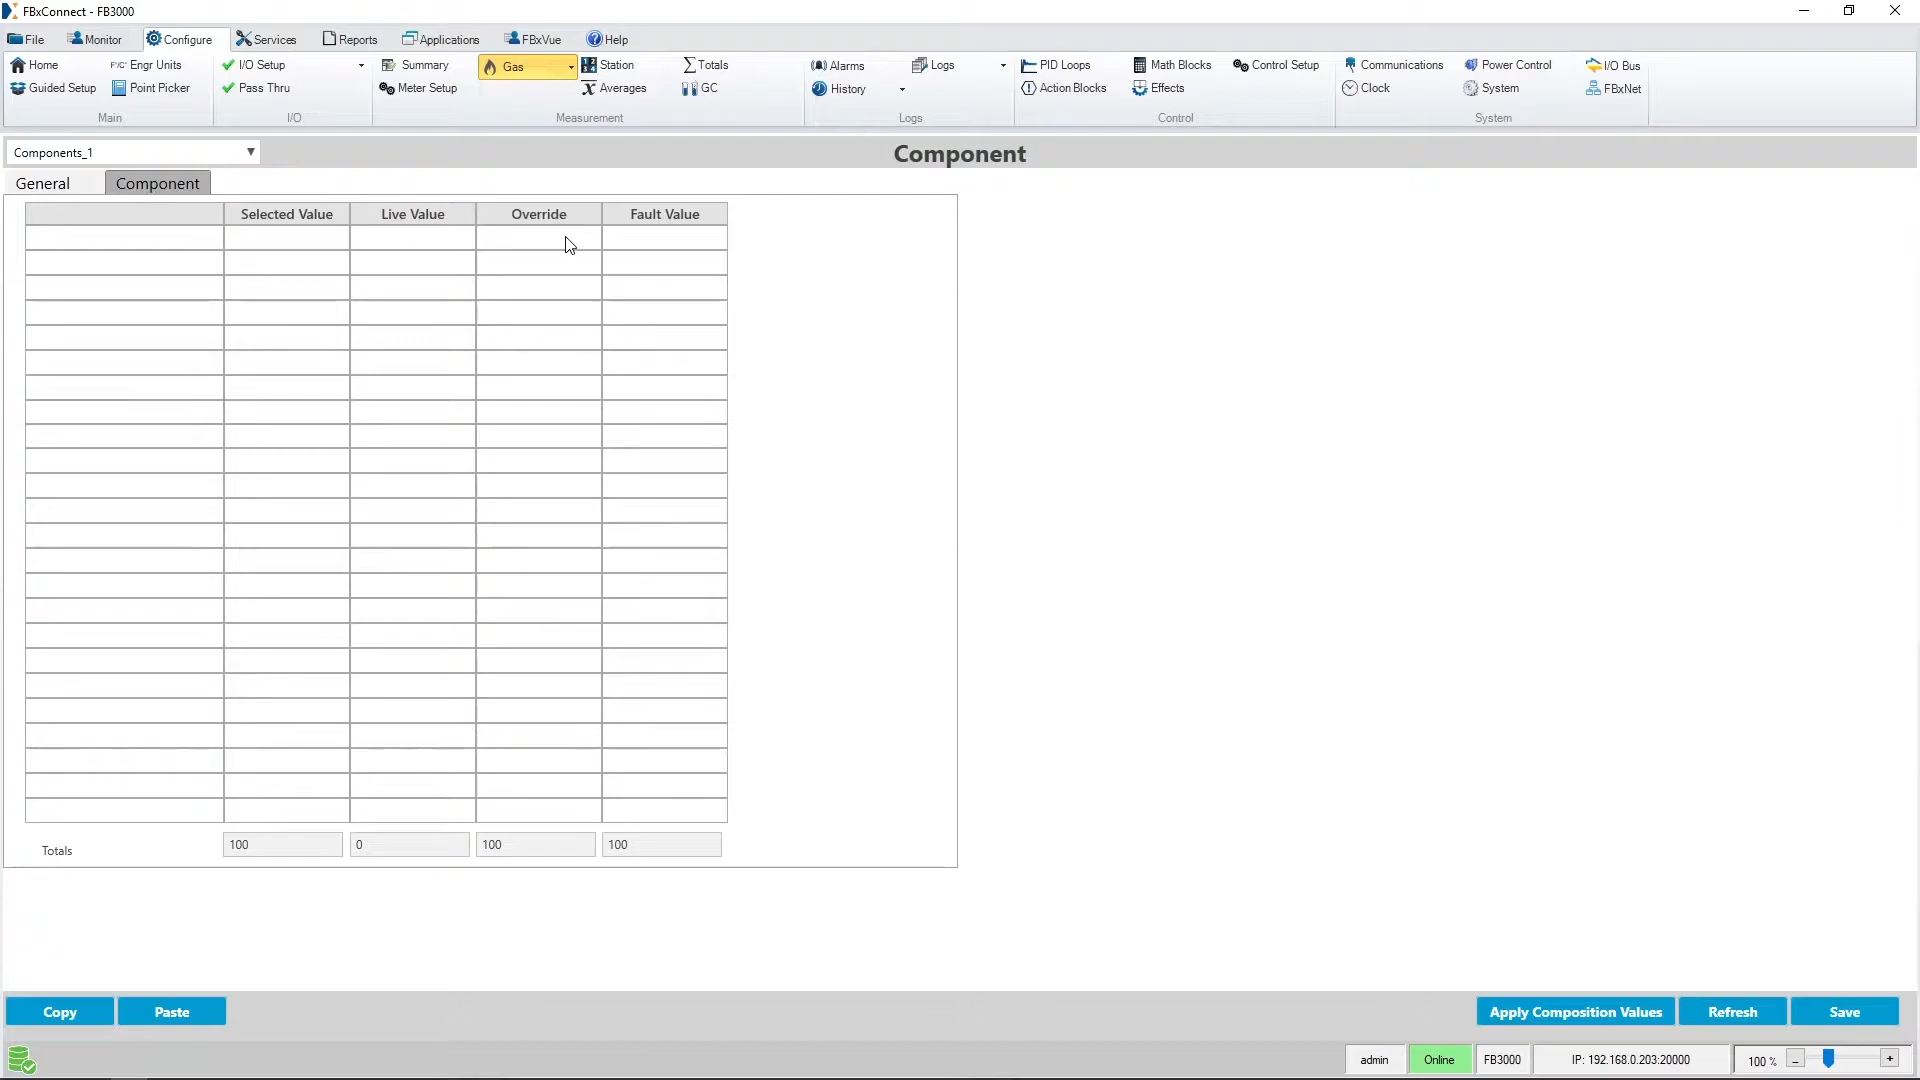 FBxConnect - FB3000
File Monitor Configure Services Reports Applications FBxVue Help
Home F/C° Engr Units I/O Setup Summary Gas Station Totals Alarms Logs PID Loops Math Blocks Control Setup Communications Power Control I/O Bus
Guided Setup Point Picker Pass Thru Meter Setup Averages GC History Action Blocks Effects Clock System FBxNet
Main I/O Measurement Logs Control System
Components_1
Component
General Component
Selected Value Live Value Override Fault Value
Totals 100 0 100 100
Copy Paste Apply Composition Values Refresh Save
admin Online FB3000 IP: 192.168.0.203:20000 100 % - +